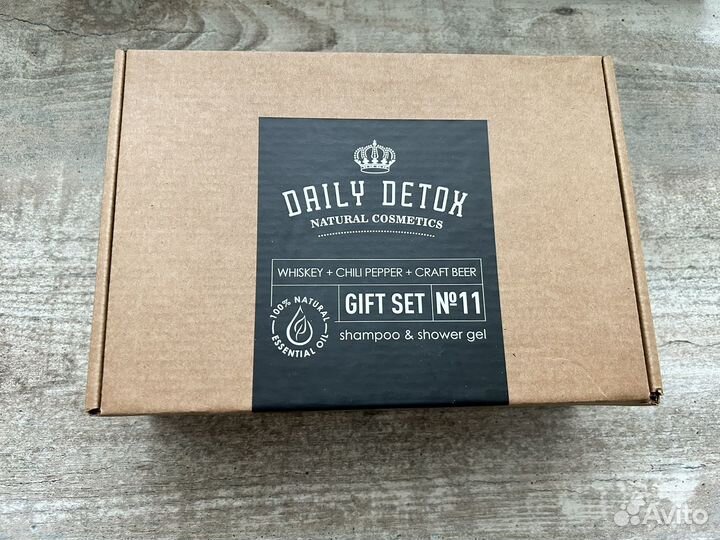 DAILY DETOX
NATURAL COSMETICS
WHISKEY + CHILI PEPPER + CRAFT BEER
100% NATURAL
ESSENTIAL OIL
GIFT SET №11
shampoo & shower gel
Avito